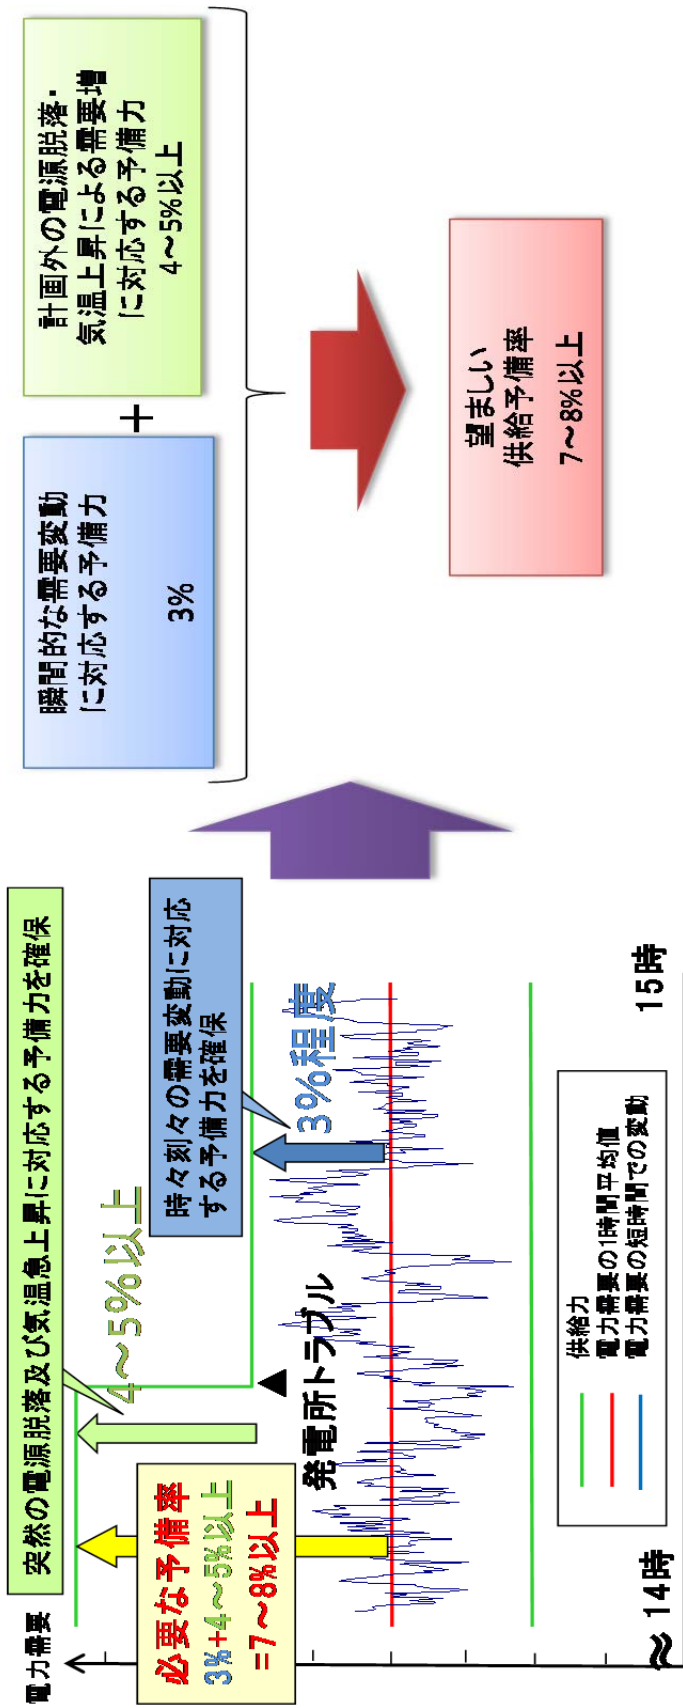 電力需要
突然の電源脱落及び気温急上昇に対応する予備力を確保
4～5%以上
必要な予備率
3%+4～5%以上
=7～8%以上
発電所トラブル
時々刻々の需要変動に対応
する予備力を確保
3%程度
供給力
電力需要の1時間平均値
電力需要の短時間での変動
≈
14時
15時
瞬間的な需要変動
に対応する予備力
3%
+
計画外の電源脱落・
気温上昇による需要増
に対応する予備力
4～5%以上
望ましい
供給予備率
7～8%以上